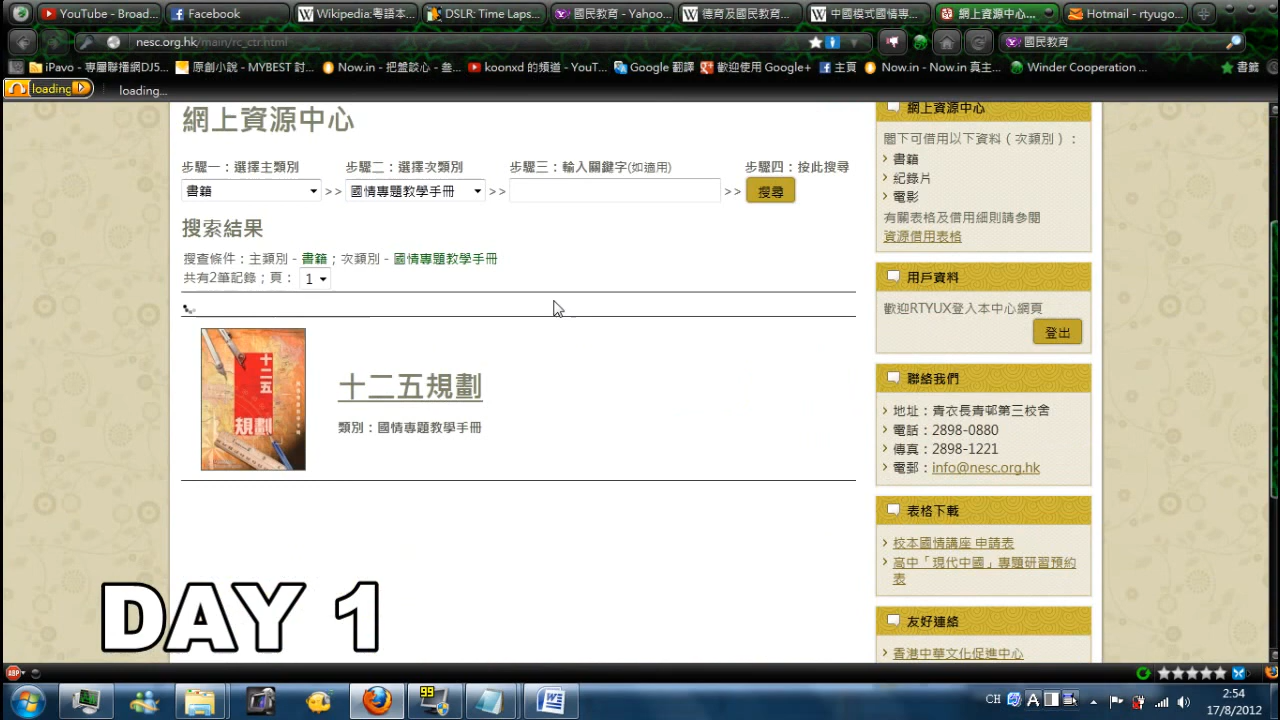 YouTube - Broad...
Facebook
Wikipedia:粵語本...
DSLR: Time Laps...
國民教育 - Yahoo...
德育及國民教育...
中國模式國情專...
網上資源中心...
Hotmail - rtyugo...
nesc.org.hk/main/rc_ctr.html
國民教育
iPavo - 專屬聯播網DJ5...
原創小說 - MYBEST 討...
Now.in - 把盤談心 - 叁...
koonxd 的頻道 - YouT...
Google 翻譯
歡迎使用 Google+
主頁
Now.in - Now.in 真主...
Winder Cooperation ...
書籤
loading
loading...
網上資源中心
步驟一：選擇主類別
步驟二：選擇次類別
步驟三：輸入關鍵字(如適用)
步驟四：按此搜尋
書籍
>>
國情專題教學手冊
>>
>>
搜尋
搜索結果
搜查條件：主類別 - 書籍；次類別 - 國情專題教學手冊
共有2筆記錄；頁：
1
十二五
規劃
十二五規劃
類別：國情專題教學手冊
網上資源中心
閣下可借用以下資料（次類別）：
書籍
紀錄片
電影
有關表格及借用細則請參閱
資源借用表格
用戶資料
歡迎RTYUX登入本中心網頁
登出
聯絡我們
地址：青衣長青邨第三校舍
電話：2898-0880
傳真：2898-1221
電郵：info@nesc.org.hk
表格下載
校本國情講座 申請表
高中「現代中國」專題研習預約
表
友好連絡
香港中華文化促進中心
DAY 1
ABP
99
CH
A
2:54
17/8/2012